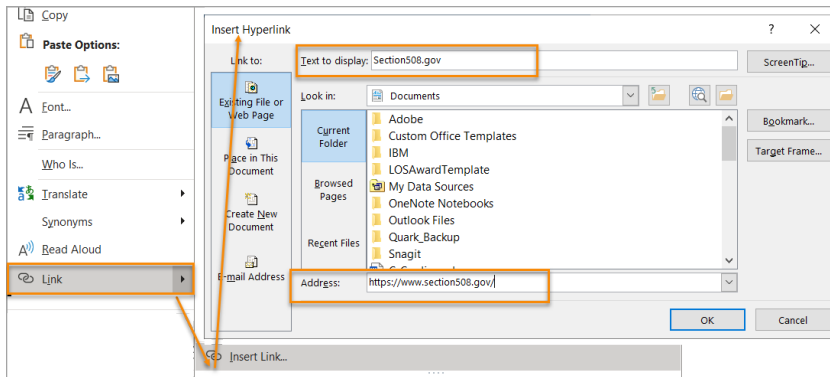 Copy
Paste Options:
Font...
Paragraph...
Who Is...
Translate
Synonyms
Read Aloud
Link
Insert Hyperlink
?
Link to:
Existing File or
Web Page
Place in This
Document
Create New
Document
E-mail Address
Text to display: Section508.gov
ScreenTip...
Look in:
Documents
Current
Folder
Browsed
Pages
Recent Files
Adobe
Custom Office Templates
IBM
LOSAwardTemplate
My Data Sources
OneNote Notebooks
Outlook Files
Quark_Backup
Snagit
Bookmark...
Target Frame...
Address:
https://www.section508.gov/
OK
Cancel
Insert Link...